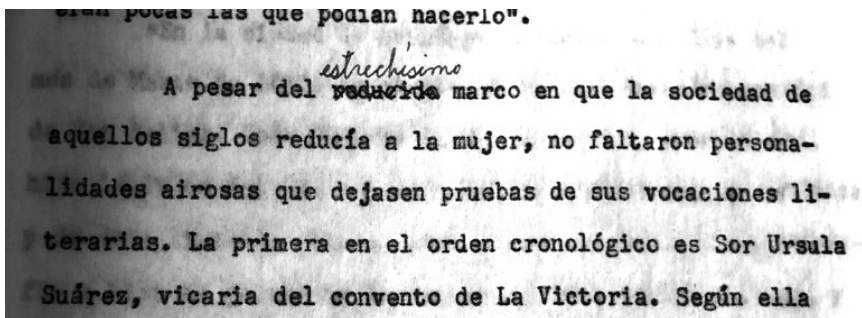 eran pocas las que podían hacerlo".
estrechísimo
A pesar del reducido marco en que la sociedad de
aquellos siglos reducía a la mujer, no faltaron persona-
lidades airosas que dejasen pruebas de sus vocaciones li-
terarias. La primera en el orden cronológico es Sor Ursula
Suárez, vicaria del convento de La Victoria. Según ella